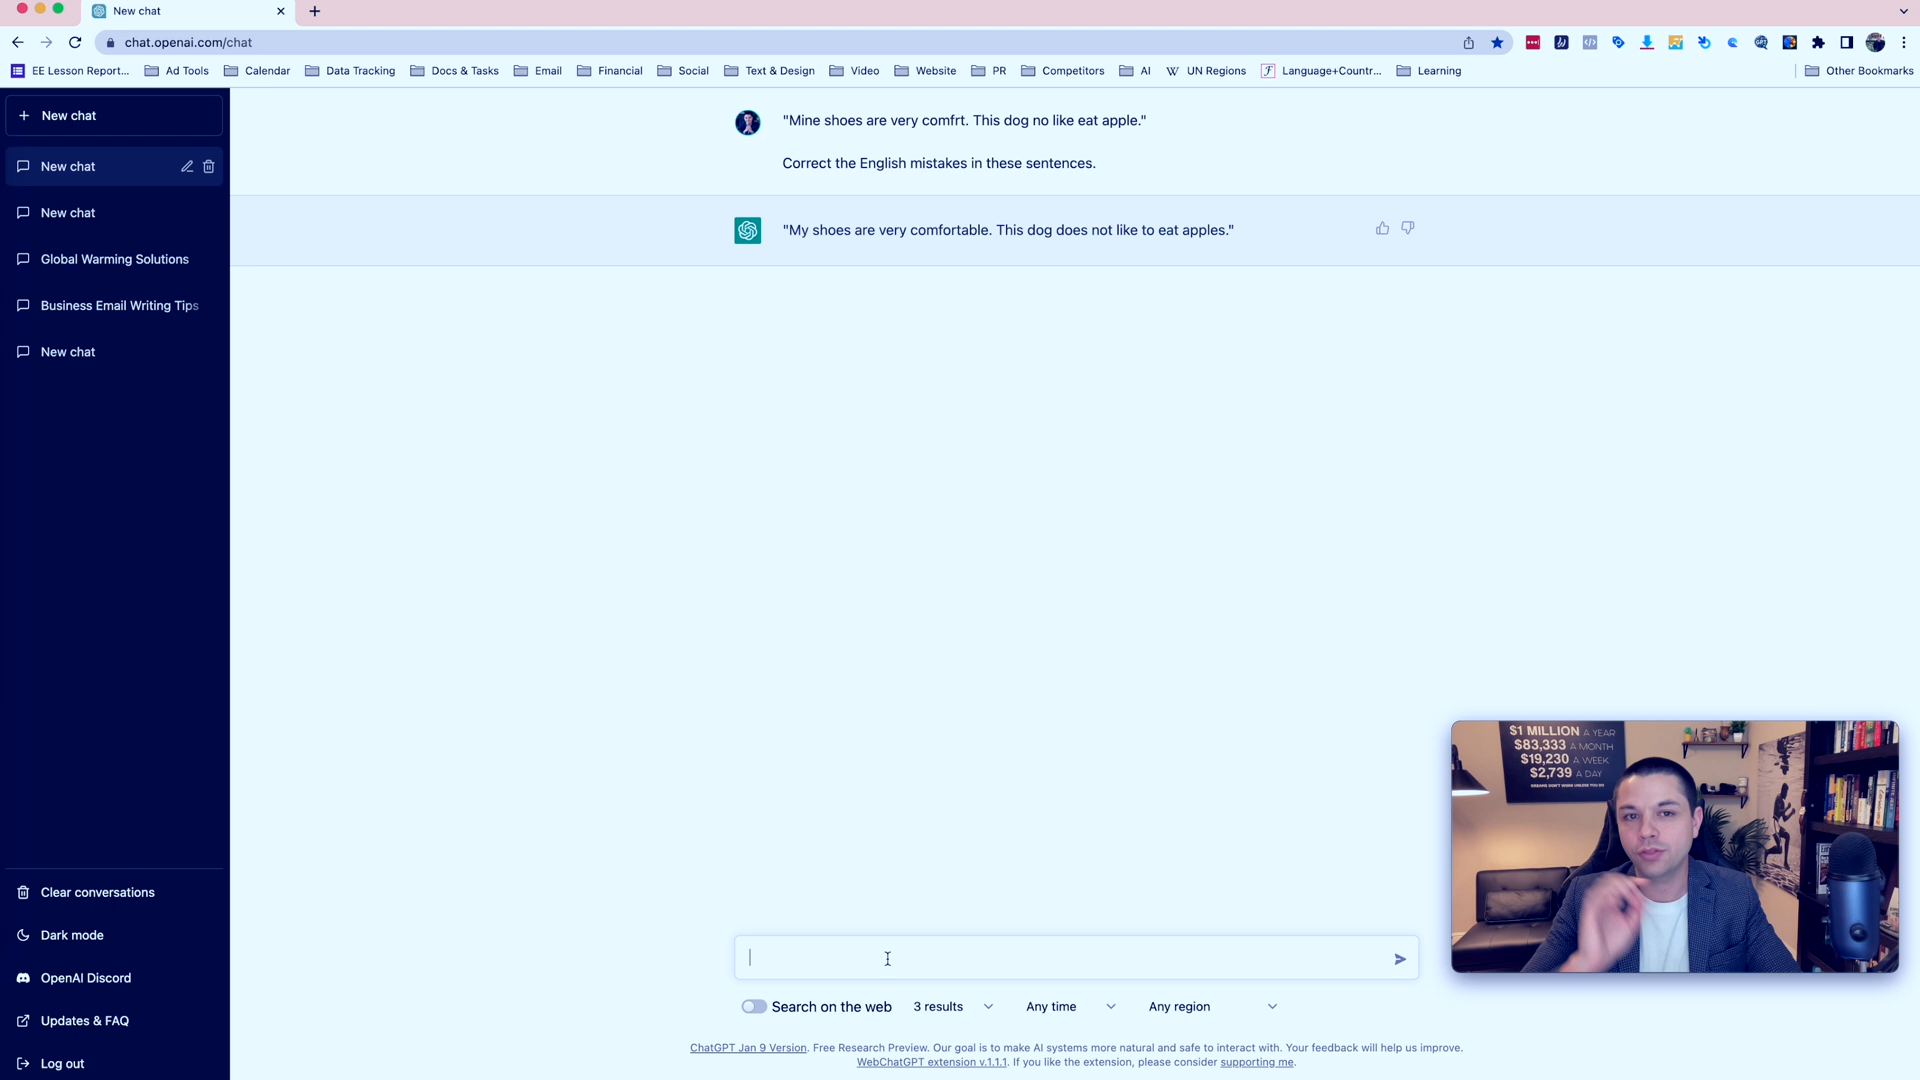 New chat
chat.openai.com/chat
EE Lesson Report... Ad Tools Calendar Data Tracking Docs & Tasks Email Financial Social Text & Design Video Website PR Competitors AI UN Regions Language+Countr... Learning Other Bookmarks
New chat
New chat
New chat
Global Warming Solutions
Business Email Writing Tips
New chat
Clear conversations
Dark mode
OpenAI Discord
Updates & FAQ
Log out
"Mine shoes are very comfrt. This dog no like eat apple."
Correct the English mistakes in these sentences.
"My shoes are very comfortable. This dog does not like to eat apples."
Search on the web 3 results Any time Any region
ChatGPT Jan 9 Version. Free Research Preview. Our goal is to make AI systems more natural and safe to interact with. Your feedback will help us improve.
WebChatGPT extension v.1.1.1. If you like the extension, please consider supporting me.
$1 MILLION A YEAR
$83,333 A MONTH
$19,230 A WEEK
$2,739 A DAY
DREAMS DON'T WORK UNLESS YOU DO